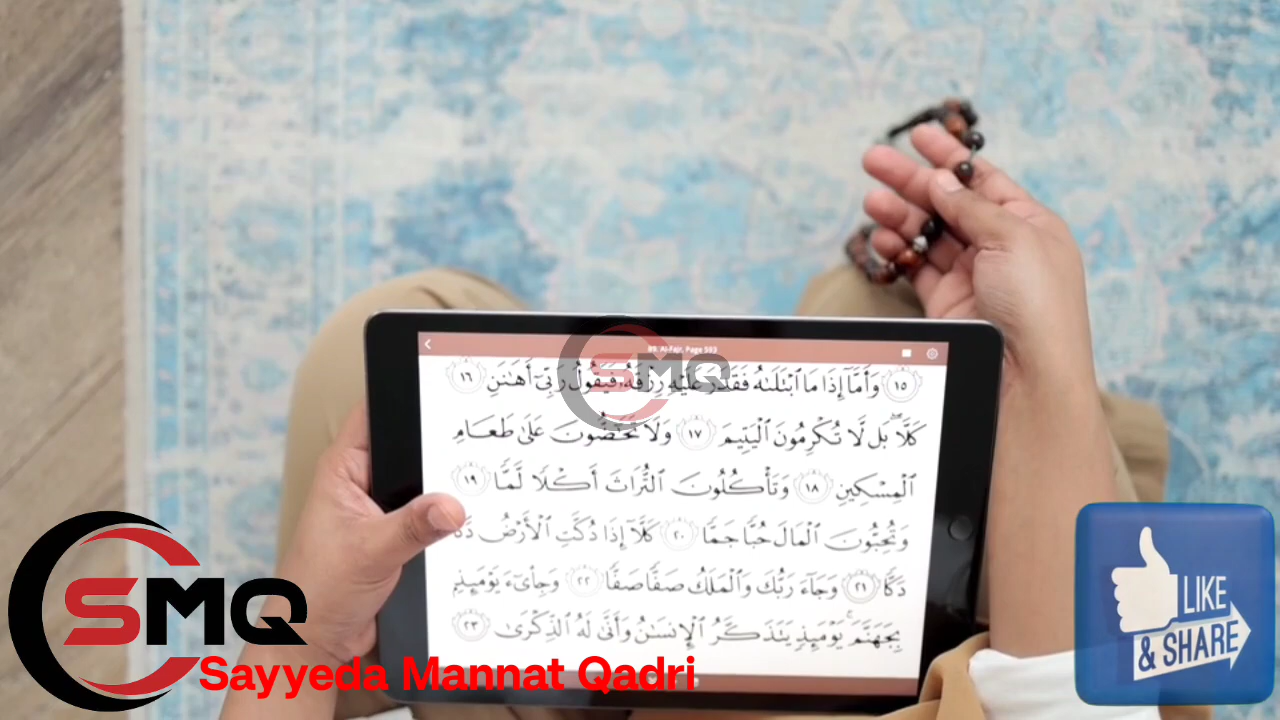 89. Al-Fajr, Page 593
١٥ وَأَمَّآ إِذَا مَا ٱبْتَلَىٰهُ فَقَدَرَ عَلَيْهِ رِزْقَهُۥ فَيَقُولُ رَبِّىٓ أَهَٰنَنِ ١٦
كَلَّا ۖ بَل لَّا تُكْرِمُونَ ٱلْيَتِيمَ ١٧ وَلَا تَحَٰٓضُّونَ عَلَىٰ طَعَامِ
ٱلْمِسْكِينِ ١٨ وَتَأْكُلُونَ ٱلتُّرَاثَ أَكْلًا لَّمًّا ١٩
وَتُحِبُّونَ ٱلْمَالَ حُبًّا جَمًّا ٢٠ كَلَّآ إِذَا دُكَّتِ ٱلْأَرْضُ دَكًّا
دَكًّا ٢١ وَجَآءَ رَبُّكَ وَٱلْمَلَكُ صَفًّا صَفًّا ٢٢ وَجِا۟ىٓءَ يَوْمَئِذٍۭ
بِجَهَنَّمَ ۚ يَوْمَئِذٍ يَتَذَكَّرُ ٱلْإِنسَٰنُ وَأَنَّىٰ لَهُ ٱلذِّكْرَىٰ ٢٣
SMQ
SMQ
Sayyeda Mannat Qadri
LIKE
& SHARE